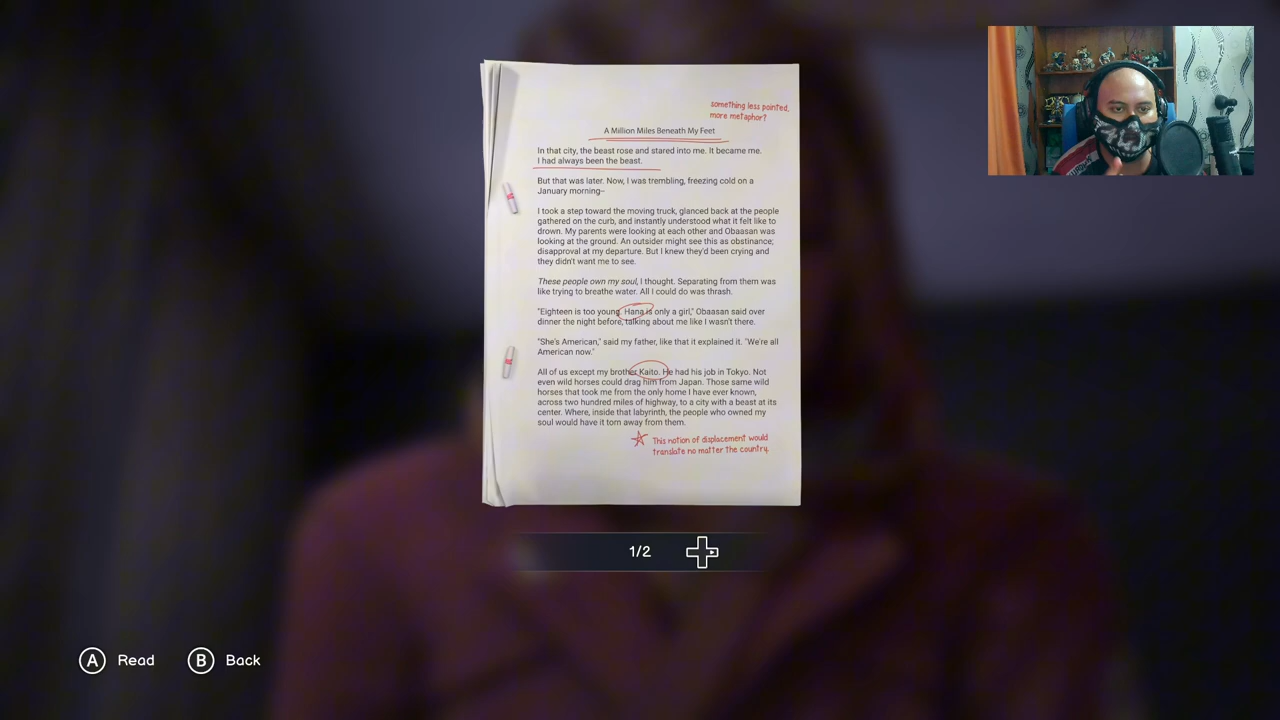 something less pointed,
more metaphor?
A Million Miles Beneath My Feet
In that city, the beast rose and stared into me. It became me.
I had always been the beast.
But that was later. Now, I was trembling, freezing cold on a
January morning–
I took a step toward the moving truck, glanced back at the people
gathered on the curb, and instantly understood what it felt like to
drown. My parents were looking at each other and Obaasan was
looking at the ground. An outsider might see this as obstinance;
disapproval at my departure. But I knew they'd been crying and
they didn't want me to see.
These people own my soul, I thought. Separating from them was
like trying to breathe water. All I could do was thrash.
"Eighteen is too young. Hana is only a girl," Obaasan said over
dinner the night before, talking about me like I wasn't there.
"She's American," said my father, like that it explained it. "We're all
American now."
All of us except my brother Kaito. He had his job in Tokyo. Not
even wild horses could drag him from Japan. Those same wild
horses that took me from the only home I have ever known,
across two hundred miles of highway, to a city with a beast at its
center. Where, inside that labyrinth, the people who owned my
soul would have it torn away from them.
This notion of displacement would
translate no matter the country.
1/2
A Read B Back